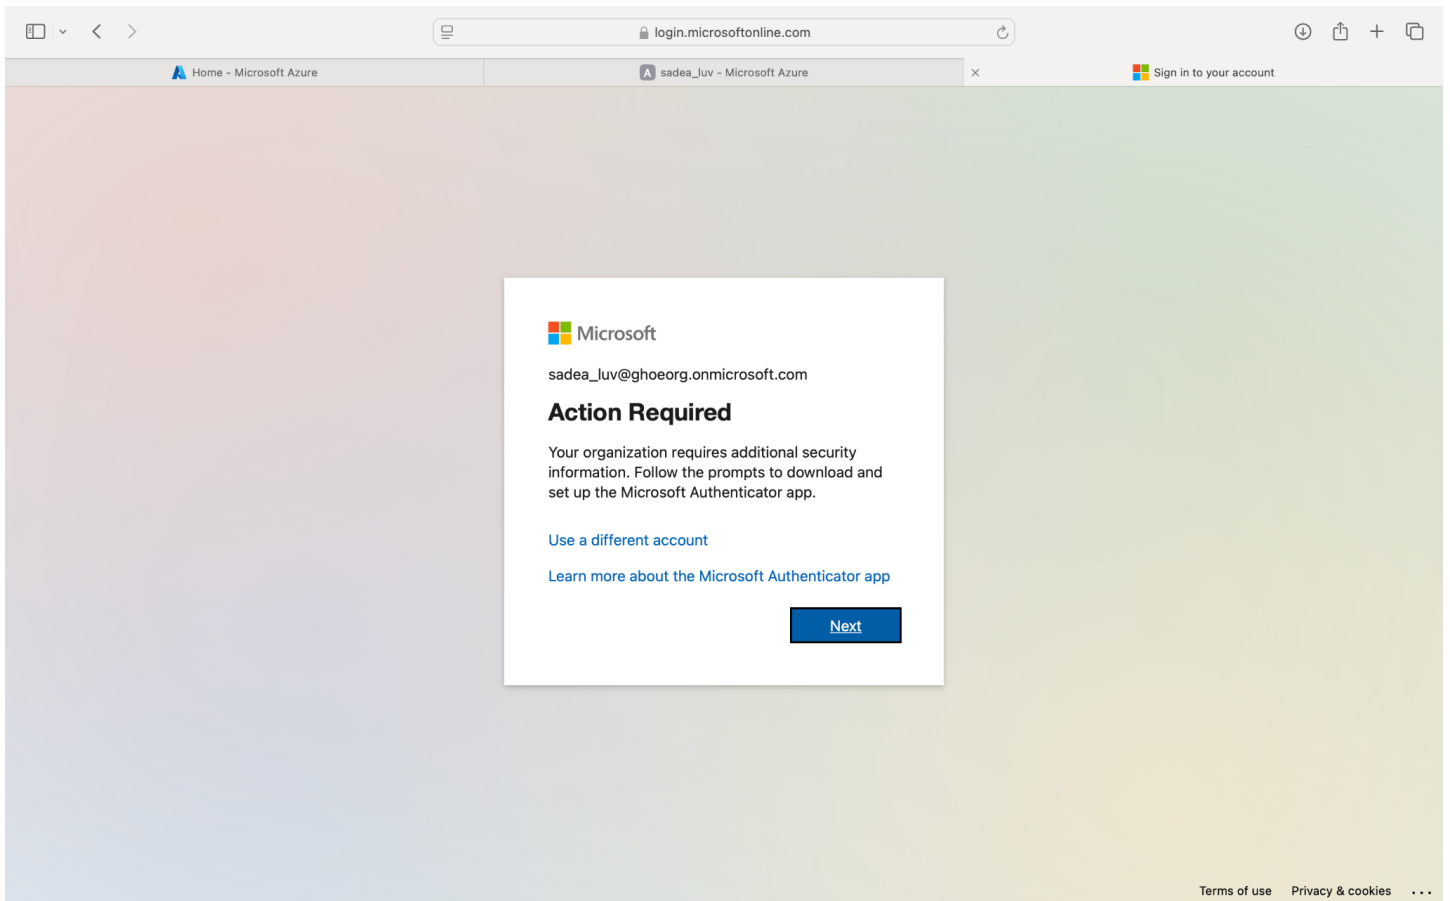 login.microsoftonline.com
Home - Microsoft Azure
A sadea_luv - Microsoft Azure
Sign in to your account
Microsoft
sadea_luv@ghoeorg.onmicrosoft.com
Action Required
Your organization requires additional security
information. Follow the prompts to download and
set up the Microsoft Authenticator app.
Use a different account
Learn more about the Microsoft Authenticator app
Next
Terms of use Privacy & cookies ...